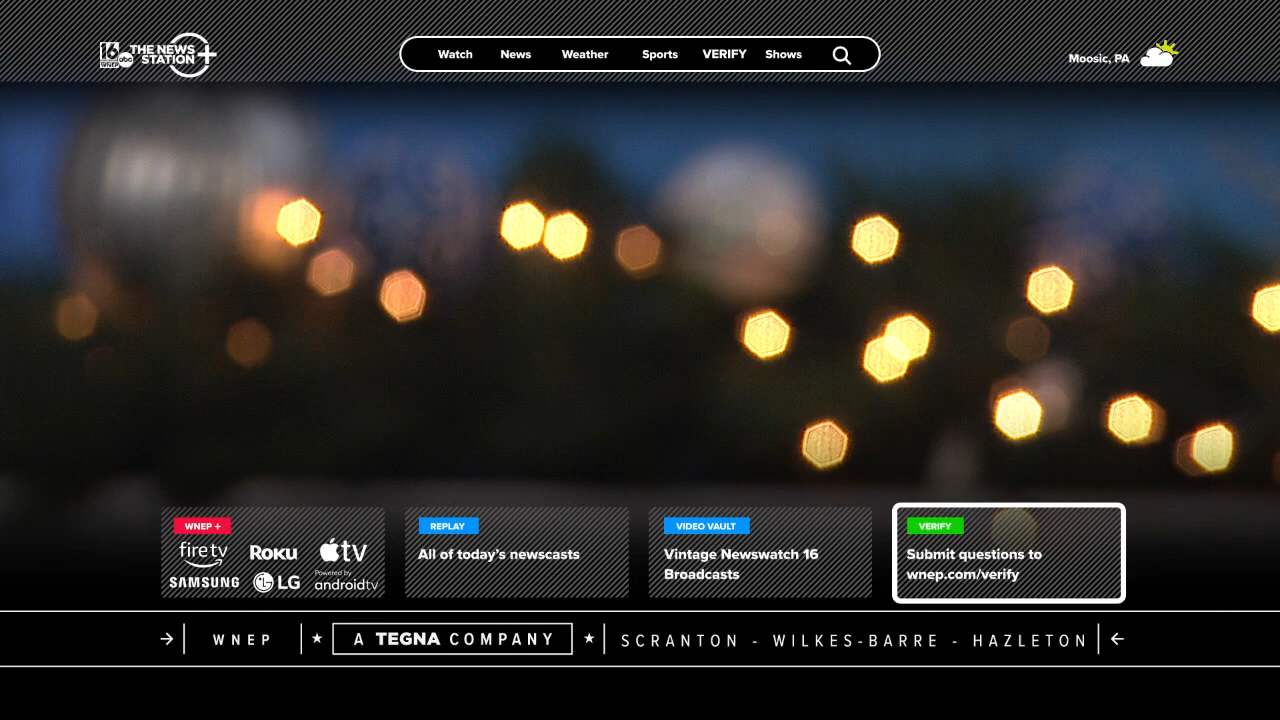 16
WNEP
abc
THE NEWS
STATION
+
Watch
News
Weather
Sports
VERIFY
Shows
Moosic, PA
WNEP +
fire tv
ROKU
tv
SAMSUNG
LG
Powered by
androidtv
REPLAY
All of today’s newscasts
VIDEO VAULT
Vintage Newswatch 16
Broadcasts
VERIFY
Submit questions to
wnep.com/verify
WNEP
A TEGNA COMPANY
SCRANTON - WILKES-BARRE - HAZLETON